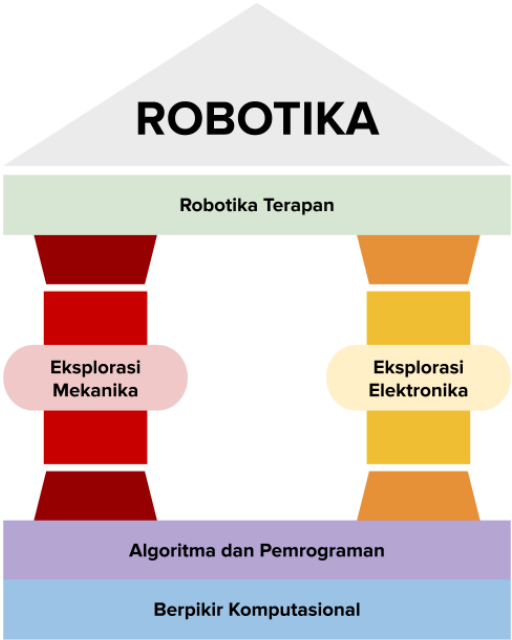 ROBOTIKA
Robotika Terapan
Eksplorasi
Mekanika
Eksplorasi
Elektronika
Algoritma dan Pemrograman
Berpikir Komputasional